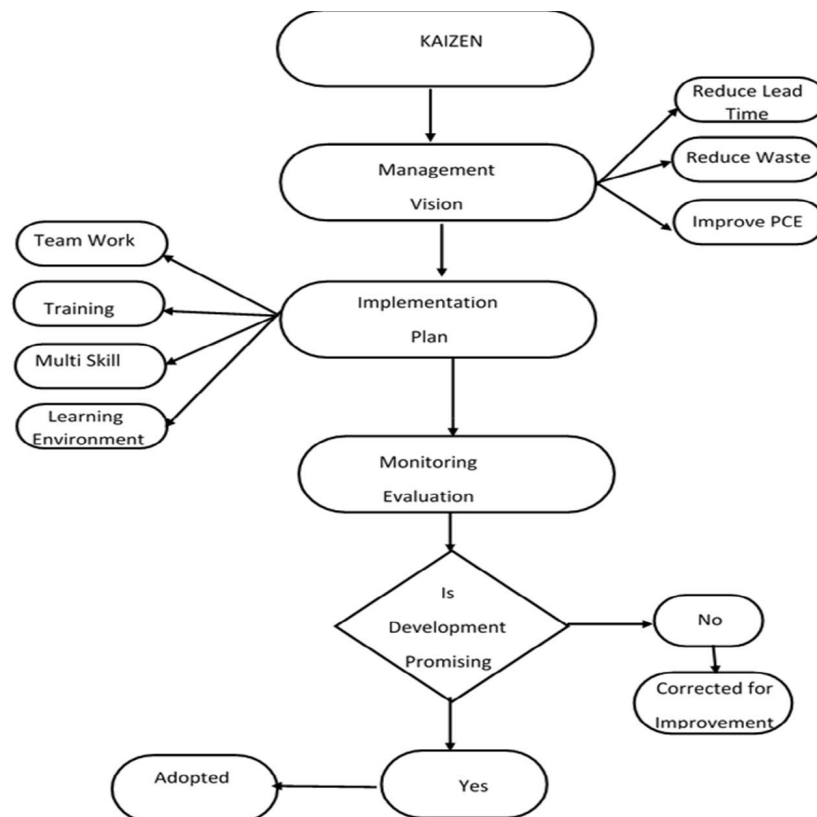 KAIZEN
Reduce Lead
Time
Management
Vision
Reduce Waste
Improve PCE
Team Work
Training
Multi Skill
Learning
Environment
Implementation
Plan
Monitoring
Evaluation
Is
Development
Promising
No
Corrected for
Improvement
Yes
Adopted